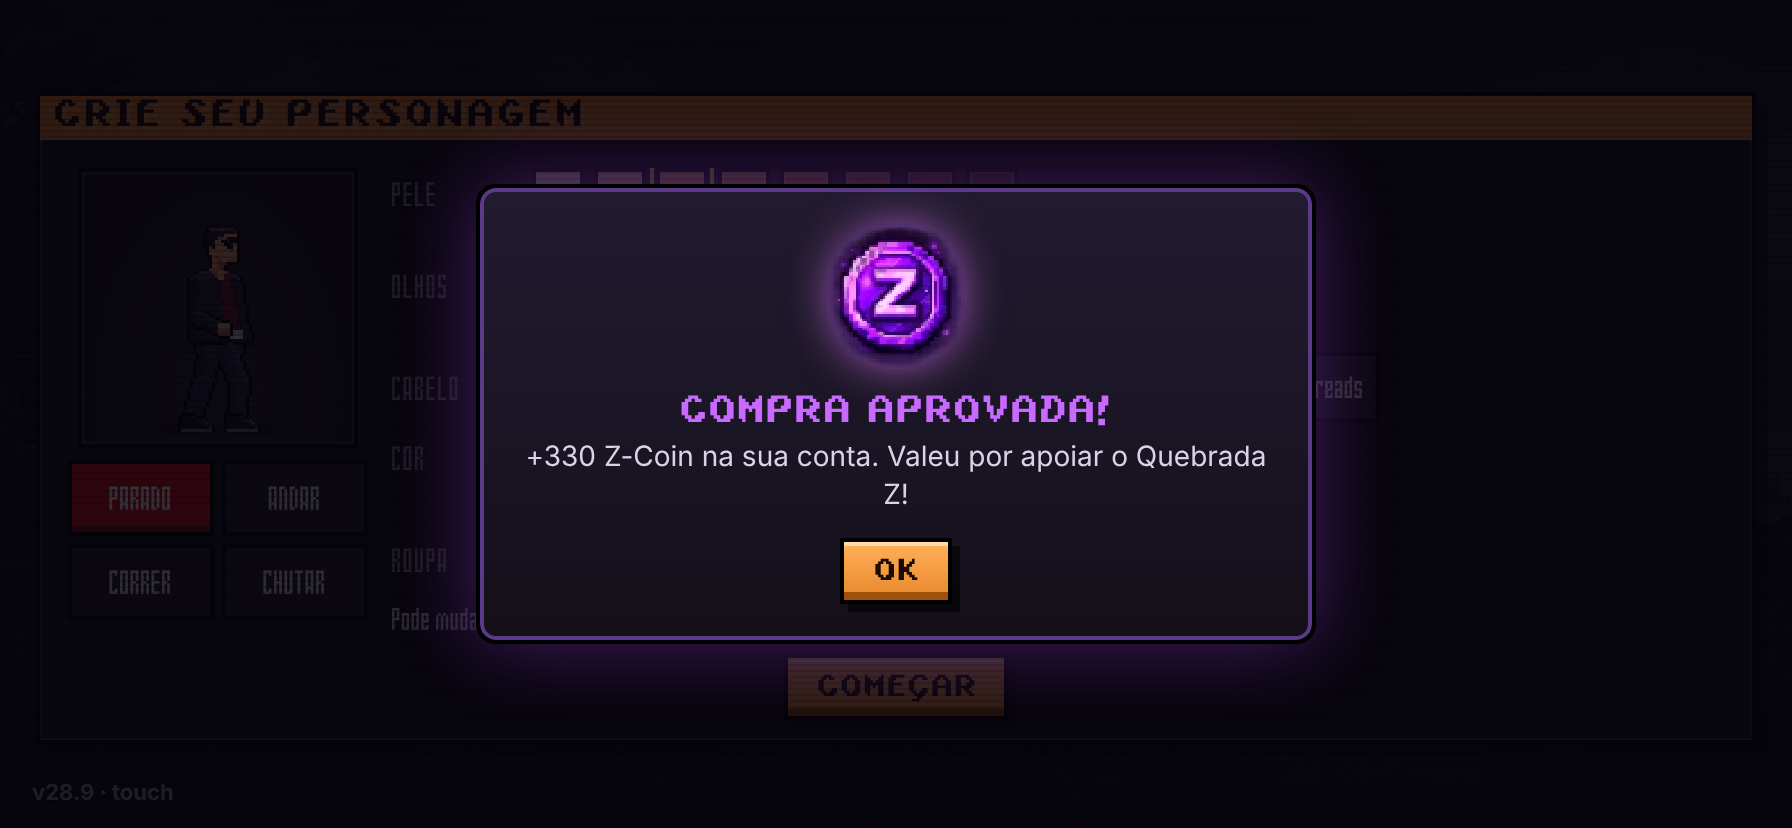 CRIE SEU PERSONAGEM
PELE
OLHOS
CABELO
COR
ROUPA
Pode muda
reads
PARADO
ANDAR
CORRER
CHUTAR
Z
COMPRA APROVADA!
+330 Z-Coin na sua conta. Valeu por apoiar o Quebrada
Z!
OK
COMEÇAR
v28.9 · touch